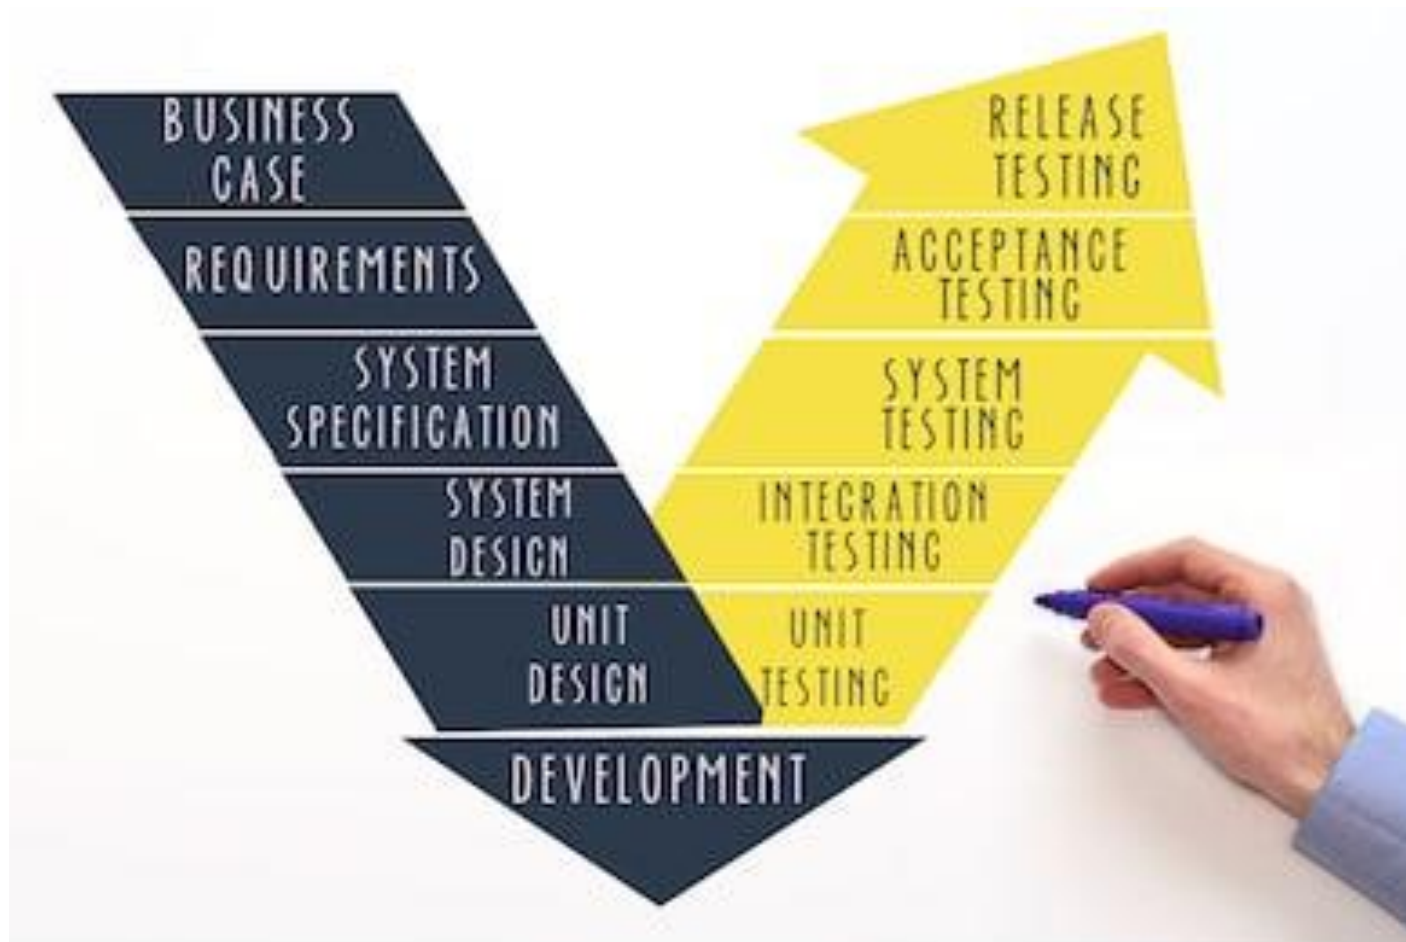 BUSINESS
CASE
REQUIREMENTS
SYSTEM
SPECIFICATION
SYSTEM
DESIGN
UNIT
DESIGN
DEVELOPMENT
RELEASE
TESTING
ACCEPTANCE
TESTING
SYSTEM
TESTING
INTEGRATION
TESTING
UNIT
TESTING